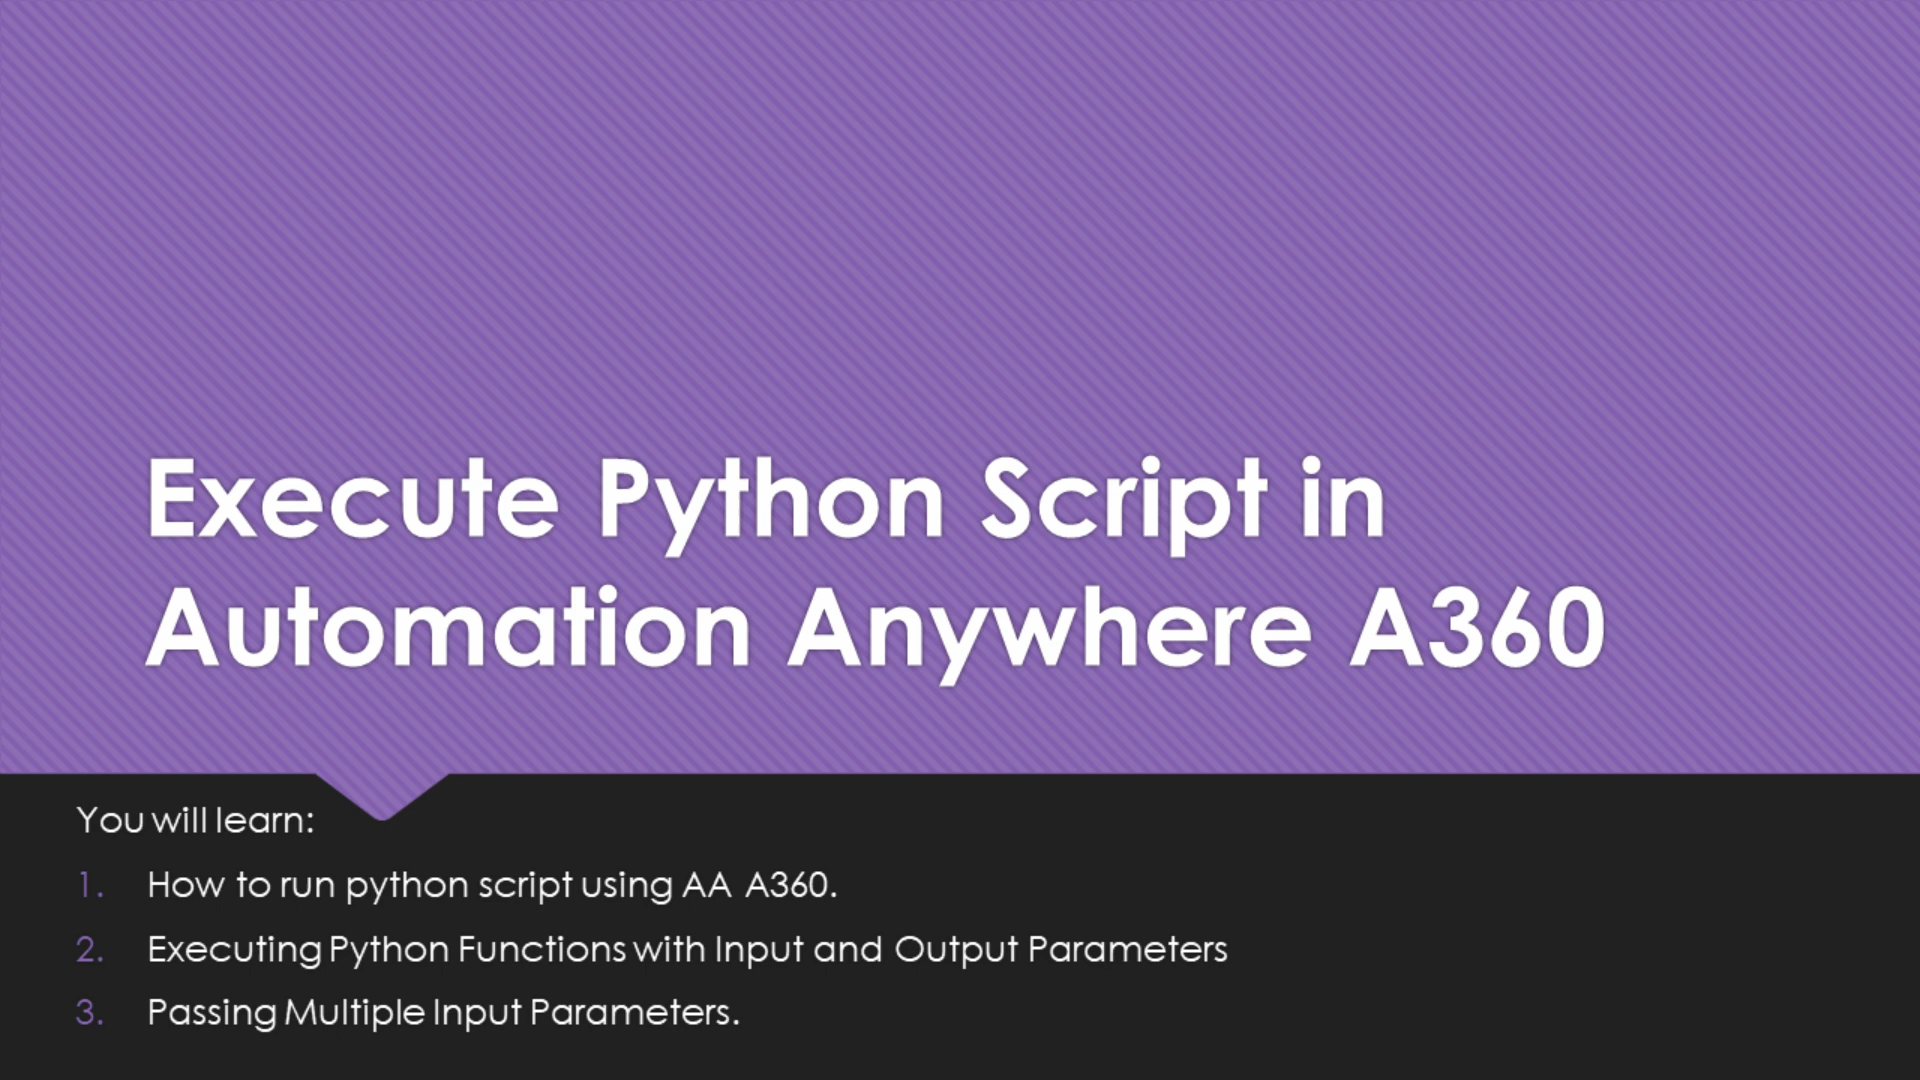 Execute Python Script in
Automation Anywhere A360
You will learn:
1. How to run python script using AA A360.
2. Executing Python Functions with Input and Output Parameters
3. Passing Multiple Input Parameters.